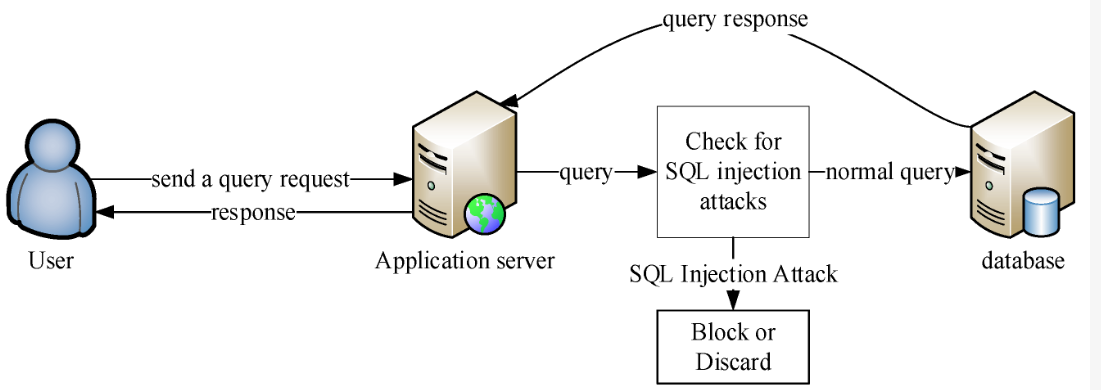 query response
Check for
SQL injection
attacks
send a query request
query
normal query
response
User
Application server
database
SQL Injection Attack
Block or
Discard